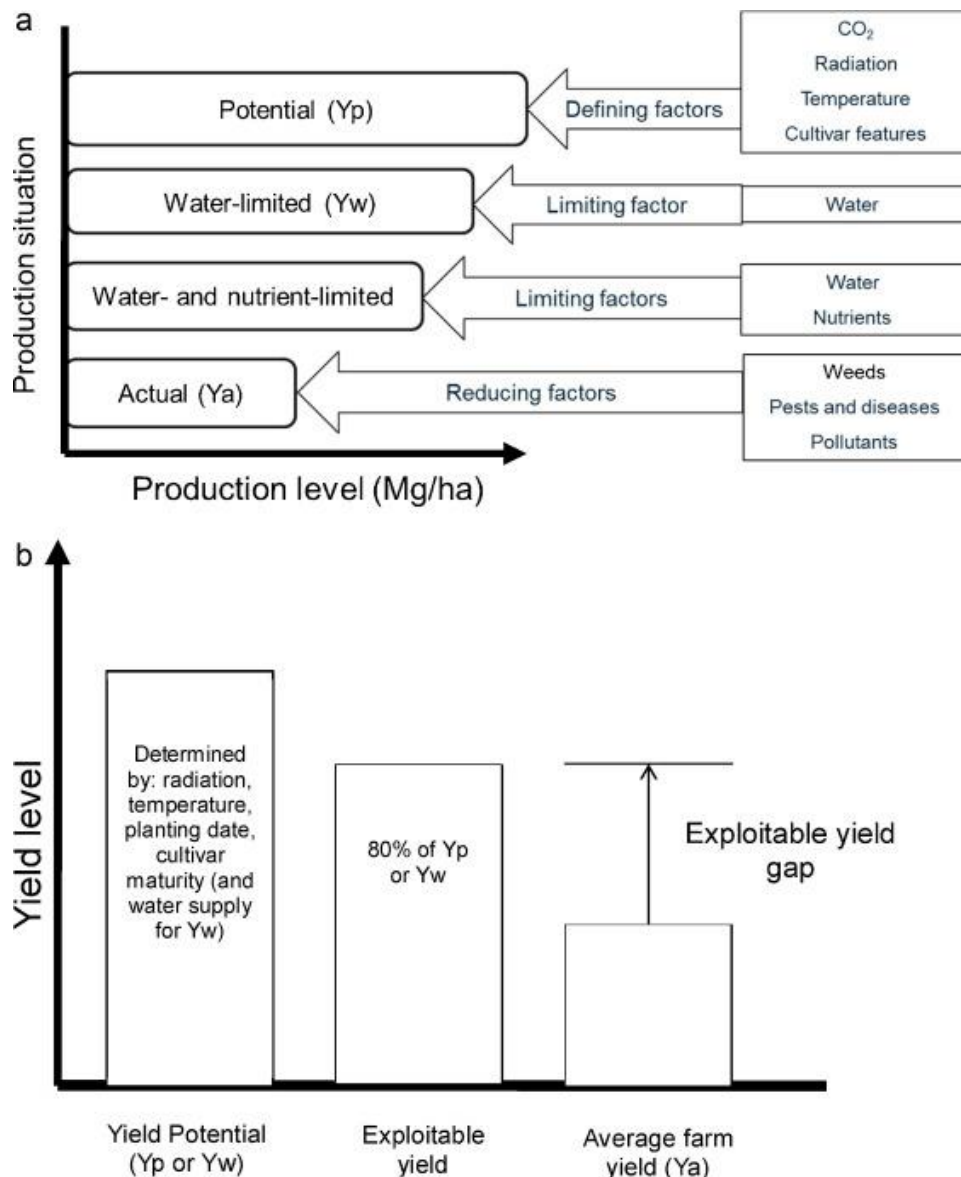 a
Production situation
Potential (Yp)
Defining factors
CO₂
Radiation
Temperature
Cultivar features
Water-limited (Yw)
Limiting factor
Water
Water- and nutrient-limited
Limiting factors
Water
Nutrients
Actual (Ya)
Reducing factors
Weeds
Pests and diseases
Pollutants
Production level (Mg/ha)
b
Yield level
Determined
by: radiation,
temperature,
planting date,
cultivar
maturity (and
water supply
for Yw)
80% of Yp
or Yw
Exploitable yield
gap
Yield Potential
(Yp or Yw)
Exploitable
yield
Average farm
yield (Ya)